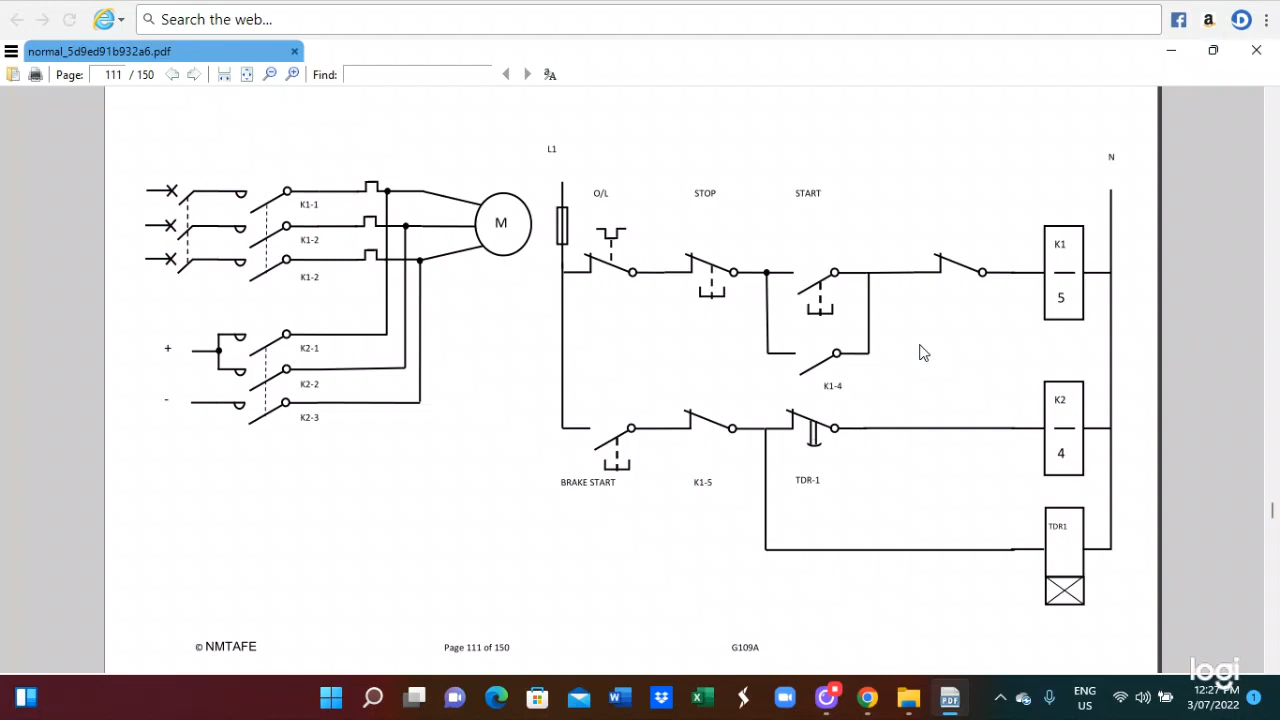 Search the web...
normal_5d9ed91b932a6.pdf
Page: 111 / 150 Find:
L1
N
O/L STOP START
K1-1
M
K1-2
K1-2
K1
5
+
K2-1
K2-2
K1-4
-
K2-3
K2
4
BRAKE START K1-5 TDR-1
TDR1
© NMTAFE Page 111 of 150 G109A
logi
ENG
US
12:27 PM
3/07/2022
1